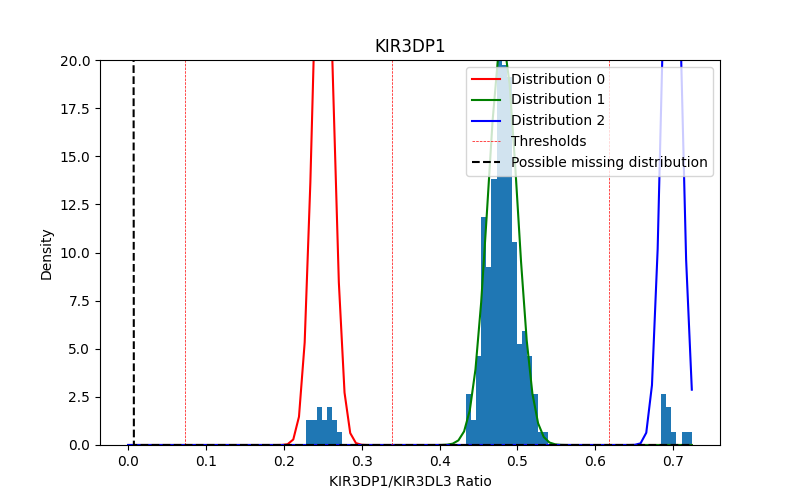 KIR3DP1
20.0
17.5
15.0
12.5
10.0
7.5
5.0
2.5
0.0
Density
Distribution 0
Distribution 1
Distribution 2
Thresholds
Possible missing distribution
0.0 0.1 0.2 0.3 0.4 0.5 0.6 0.7
KIR3DP1/KIR3DL3 Ratio